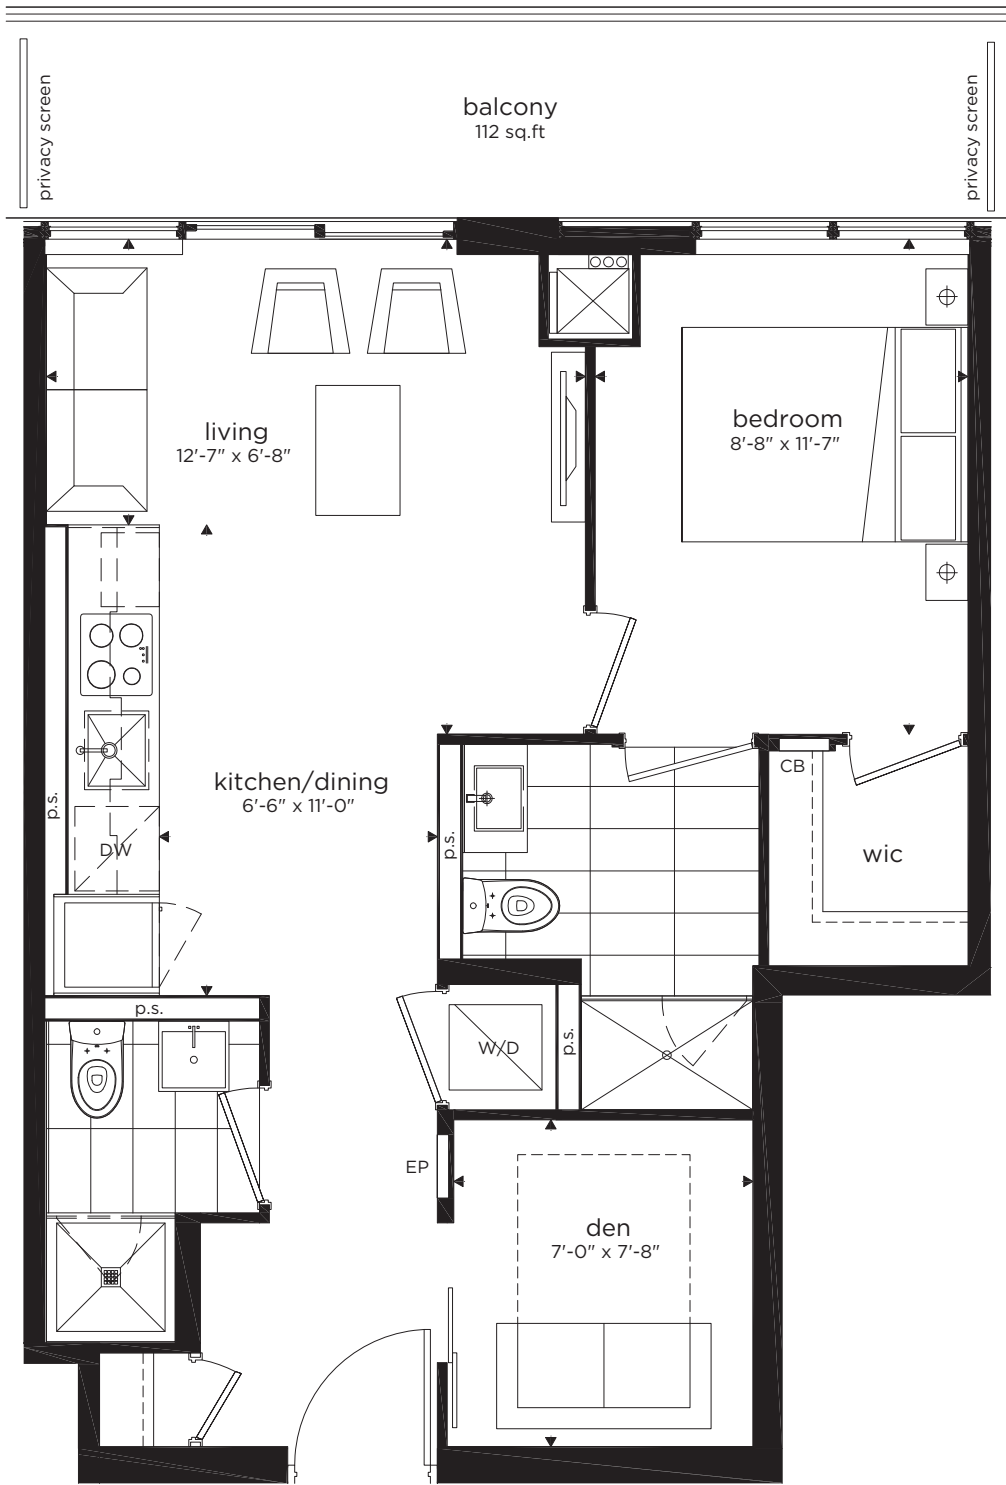 privacy screen
balcony
112 sq.ft
privacy screen
living
12'-7" x 6'-8"
bedroom
8'-8" x 11'-7"
kitchen/dining
6'-6" x 11'-0"
p.s.
DW
p.s.
CB
wic
p.s.
W/D
p.s.
EP
den
7'-0" x 7'-8"